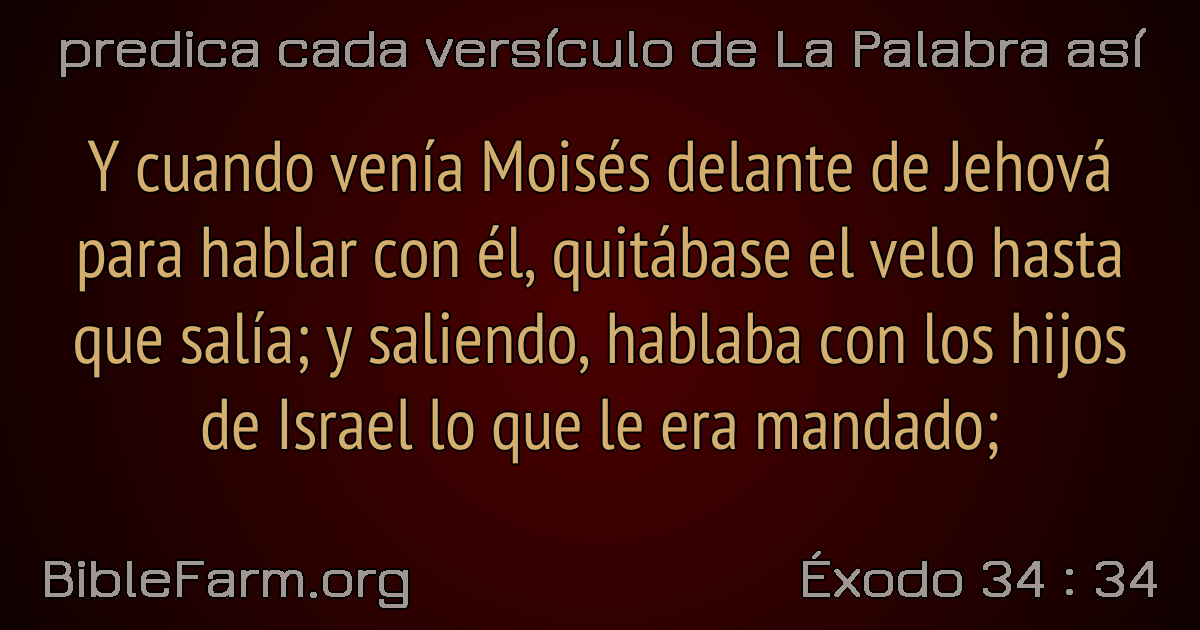 predica cada versículo de La Palabra así
Y cuando venía Moisés delante de Jehová
para hablar con él, quitábase el velo hasta
que salía; y saliendo, hablaba con los hijos
de Israel lo que le era mandado;
BibleFarm.org
Éxodo 34 : 34